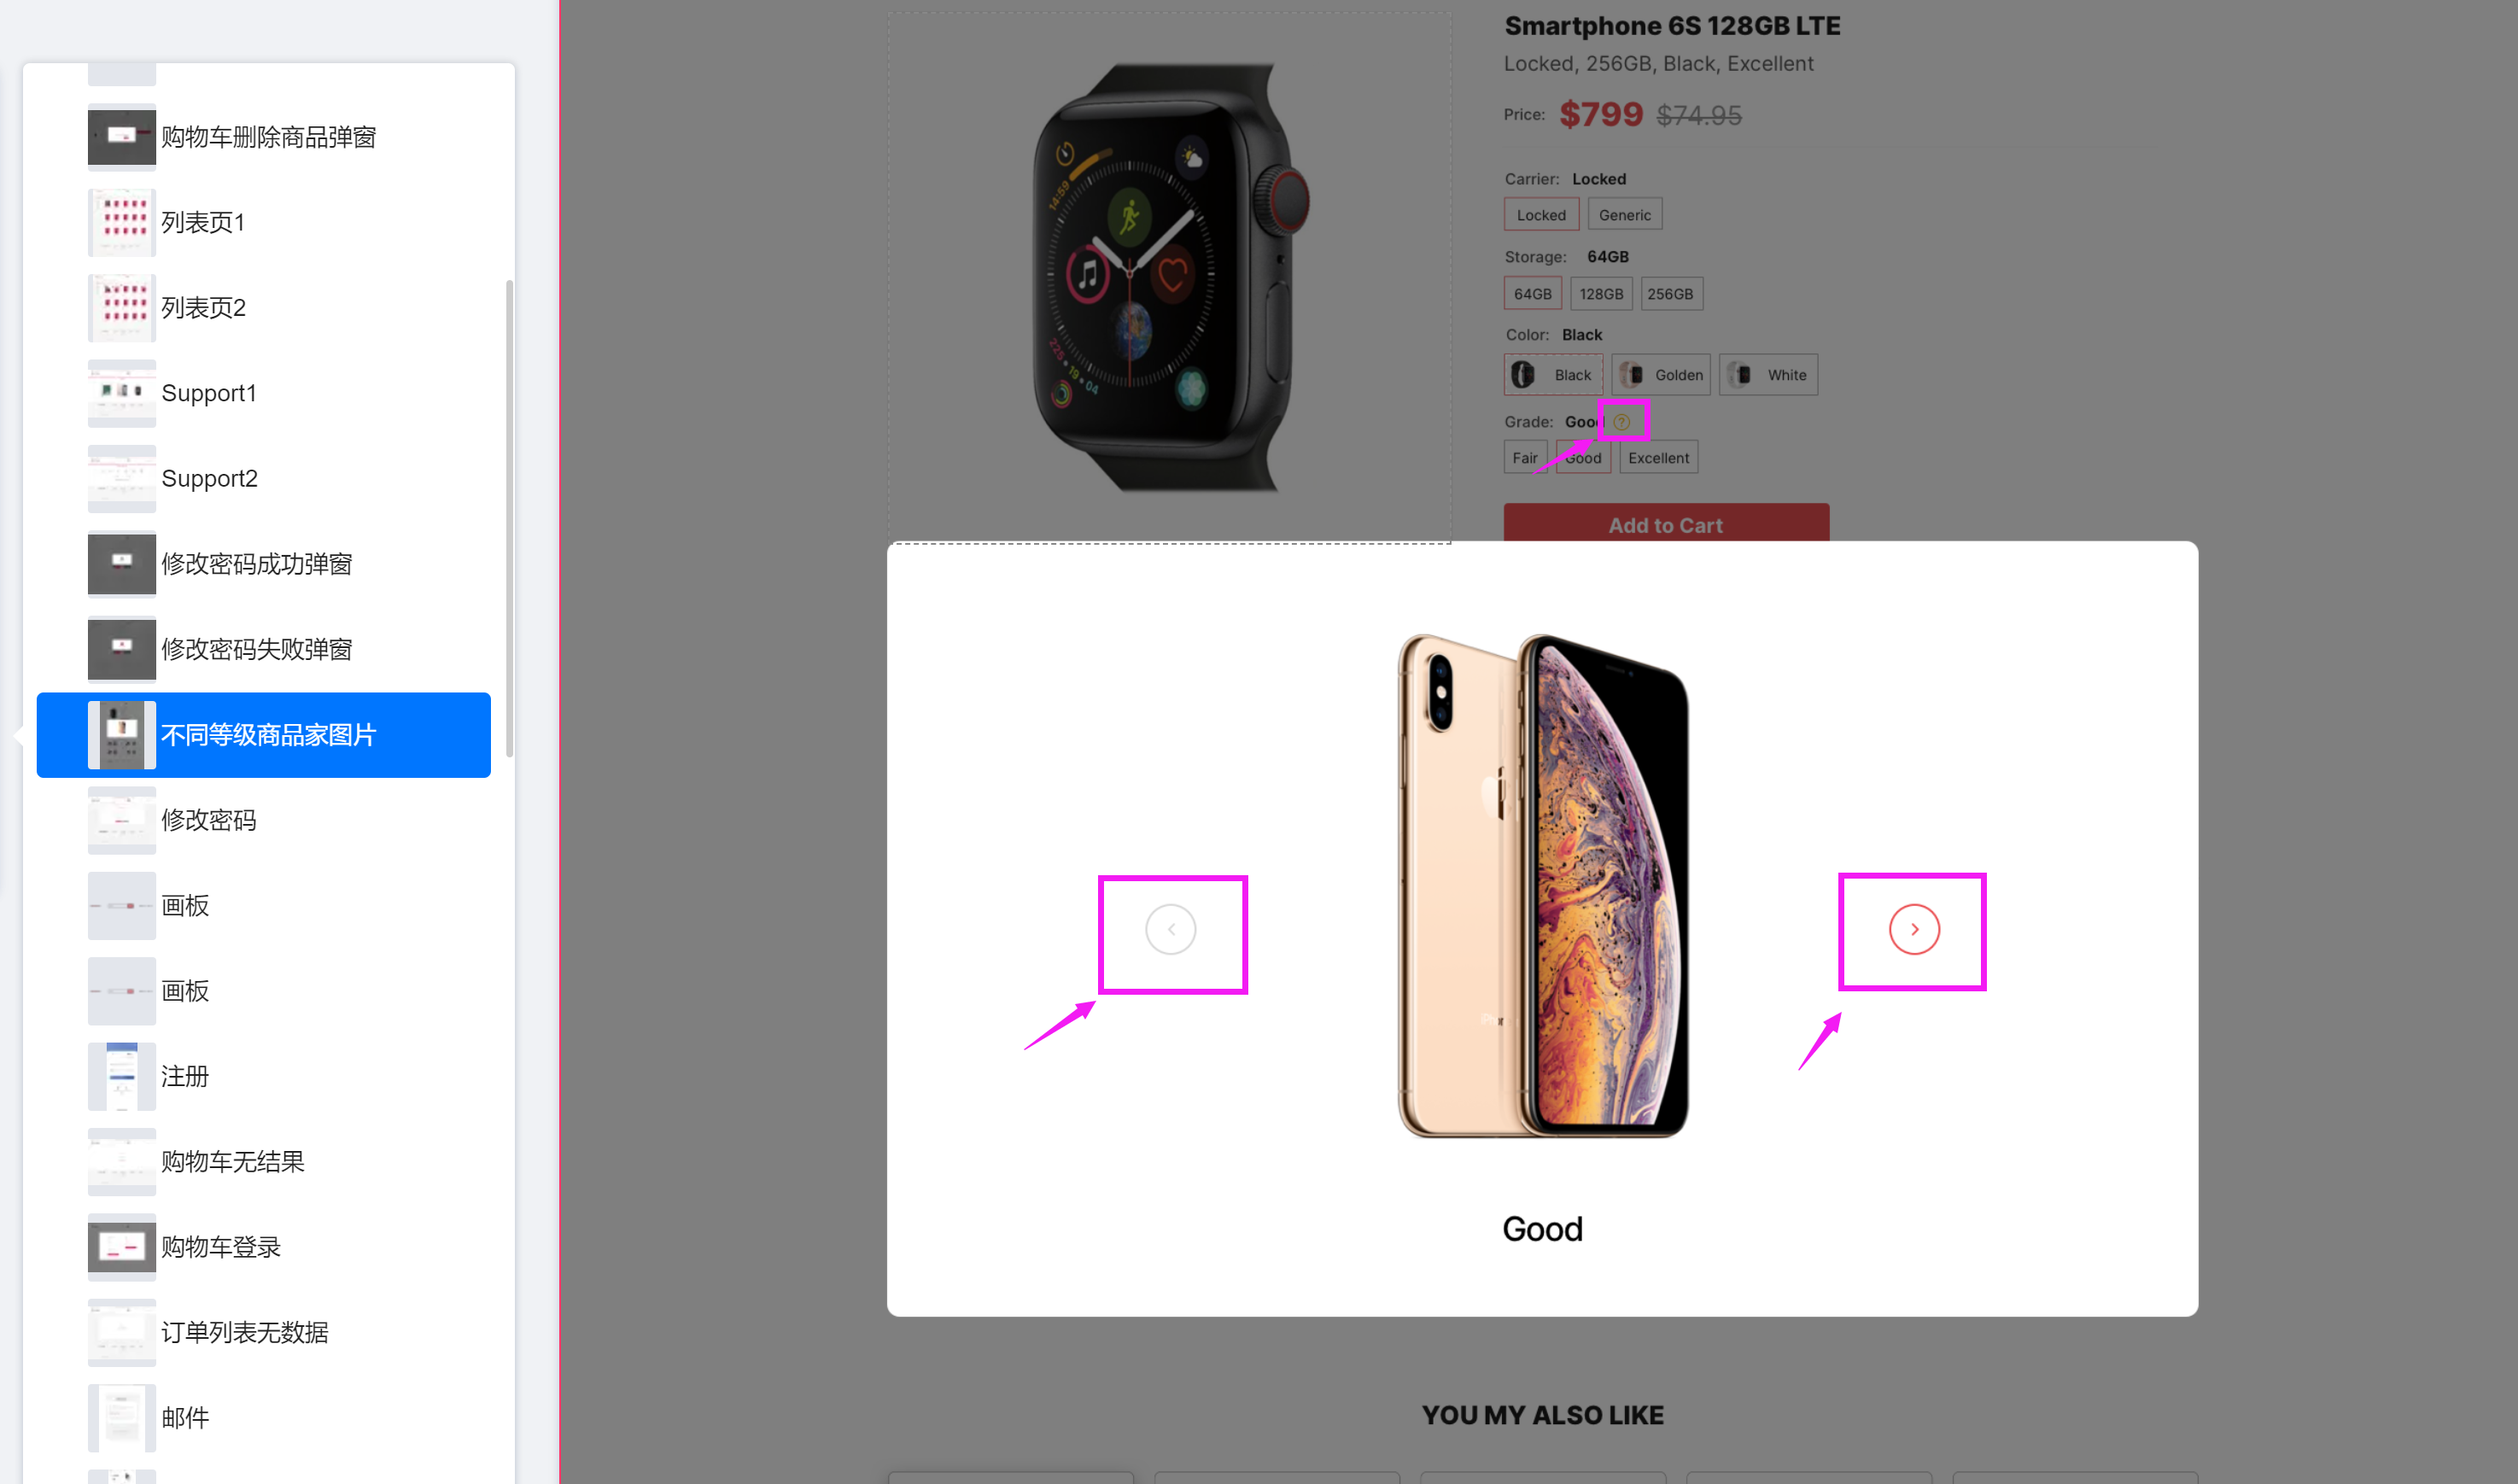 购物车删除商品弹窗
列表页1
列表页2
Support1
Support2
修改密码成功弹窗
修改密码失败弹窗
不同等级商品家图片
修改密码
画板
画板
注册
购物车无结果
购物车登录
订单列表无数据
邮件
Smartphone 6S 128GB LTE
Locked, 256GB, Black, Excellent
Price: $799 $74.95
Carrier: Locked
Locked Generic
Storage: 64GB
64GB 128GB 256GB
Color: Black
Black Golden White
Grade: Good ?
Fair Good Excellent
Add to Cart
14:59
225 • 19 • 04
Good
YOU MY ALSO LIKE